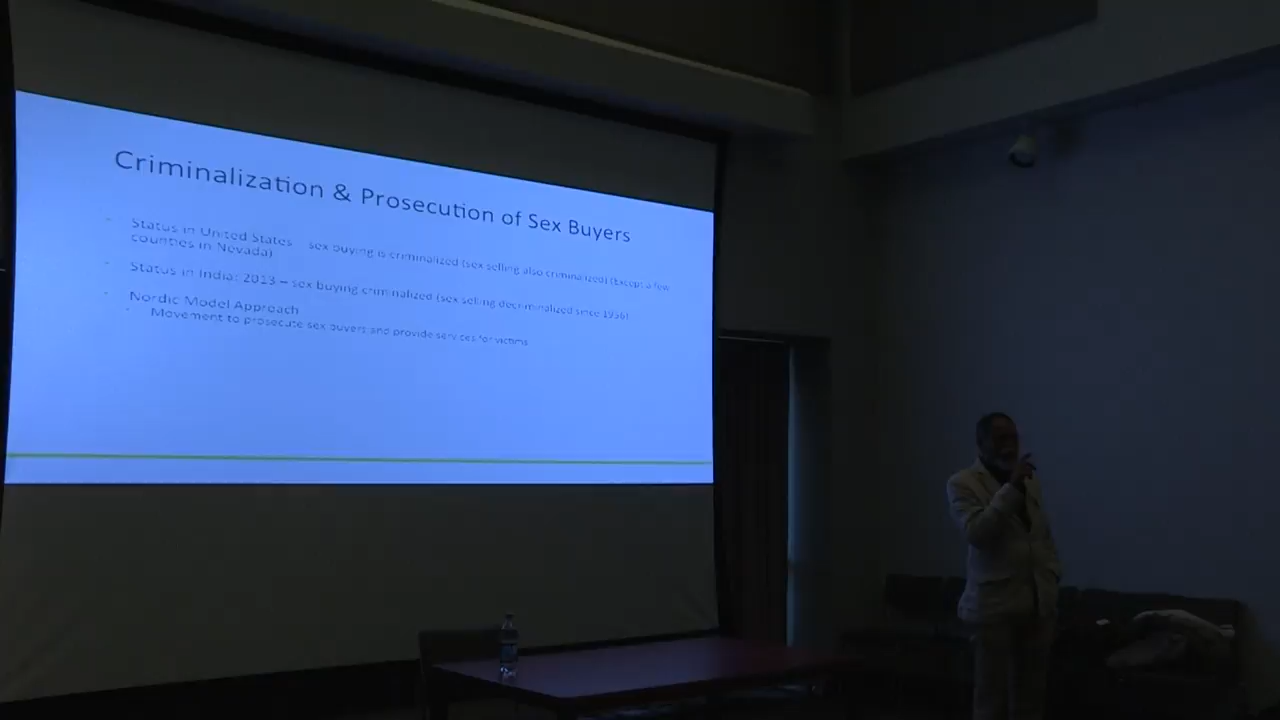 Criminalization & Prosecution of Sex Buyers
- Status in United States – sex buying is criminalized (sex selling also criminalized) (Except a few
counties in Nevada)
- Status in India: 2013 – sex buying criminalized (sex selling decriminalized since 1956)
- Nordic Model Approach
- Movement to prosecute sex buyers and provide services for victims